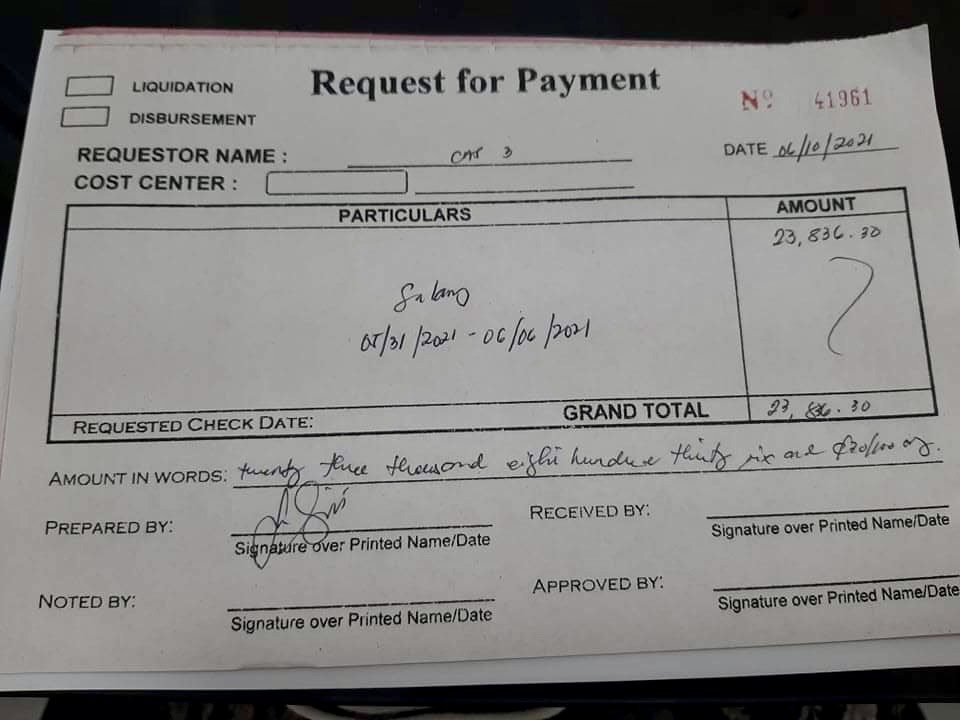 Request for Payment
LIQUIDATION
DISBURSEMENT
Nº 41961
REQUESTOR NAME : CAT 3
DATE 06/10/2021
COST CENTER :
PARTICULARS AMOUNT
23,836.30
Salary
05/31/2021 - 06/06/2021
REQUESTED CHECK DATE: GRAND TOTAL 23,836.30
AMOUNT IN WORDS: twenty three thousand eight hundred thirty six and 30/100
PREPARED BY: RECEIVED BY:
Signature over Printed Name/Date Signature over Printed Name/Date
NOTED BY: APPROVED BY:
Signature over Printed Name/Date Signature over Printed Name/Date